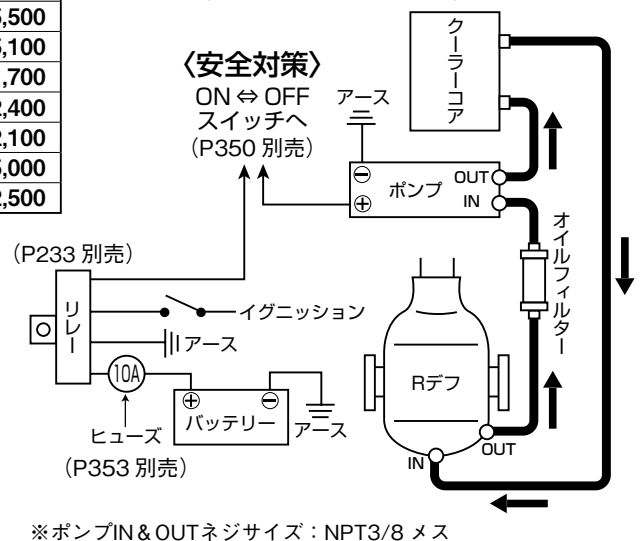 5,500
5,100
,700
2,400
2,100
5,000
2,500
〈安全対策〉
ON ⇔ OFF
スイッチへ
(P350 別売)
アース
クーラーコア
⊖
⊕
ポンプ
OUT
IN
オイルフィルター
(P233 別売)
リレー
イグニッション
アース
10A
ヒューズ
(P353 別売)
⊕
⊖
バッテリー
アース
Rデフ
IN
OUT
※ポンプIN&OUTネジサイズ：NPT3/8 メス